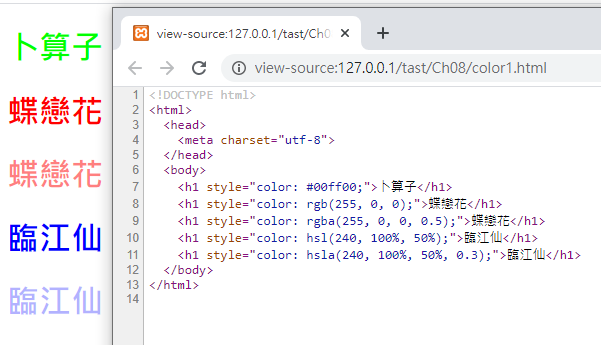 卜算子
蝶戀花
蝶戀花
臨江仙
臨江仙
view-source:127.0.0.1/tast/Ch0
view-source:127.0.0.1/tast/Ch08/color1.html
1 <!DOCTYPE html>
2 <html>
3 <head>
4 <meta charset="utf-8">
5 </head>
6 <body>
7 <h1 style="color: #00ff00;">卜算子</h1>
8 <h1 style="color: rgb(255, 0, 0);">蝶戀花</h1>
9 <h1 style="color: rgba(255, 0, 0, 0.5);">蝶戀花</h1>
10 <h1 style="color: hsl(240, 100%, 50%);">臨江仙</h1>
11 <h1 style="color: hsla(240, 100%, 50%, 0.3);">臨江仙</h1>
12 </body>
13 </html>
14